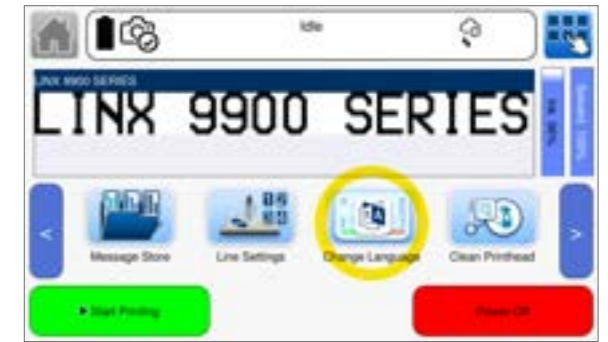 Idle
LINX 9900 SERIES
LINX 9900 SERIES
Message Store
Line Settings
Change Language
Clean Printhead
Start Printing
Power Off